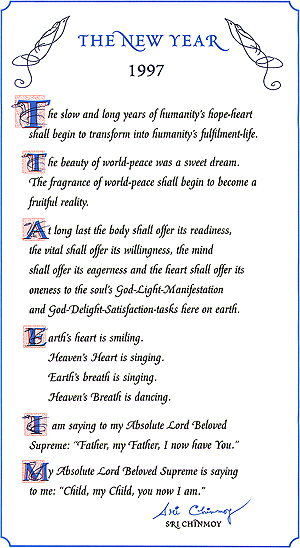 THE NEW YEAR
1997
The slow and long years of humanity's hope-heart
shall begin to transform into humanity's fulfilment-life.
The beauty of world-peace was a sweet dream.
The fragrance of world-peace shall begin to become a
fruitful reality.
At long last the body shall offer its readiness,
the vital shall offer its willingness, the mind
shall offer its eagerness and the heart shall offer its
oneness to the soul's God-Light-Manifestation
and God-Delight-Satisfaction-tasks here on earth.
Earth's heart is smiling.
Heaven's Heart is singing.
Earth's breath is singing.
Heaven's Breath is dancing.
I am saying to my Absolute Lord Beloved
Supreme: "Father, my Father, I now have You."
My Absolute Lord Beloved Supreme is saying
to me: "Child, my Child, you now I am."
Sri Chinmoy
SRI CHINMOY